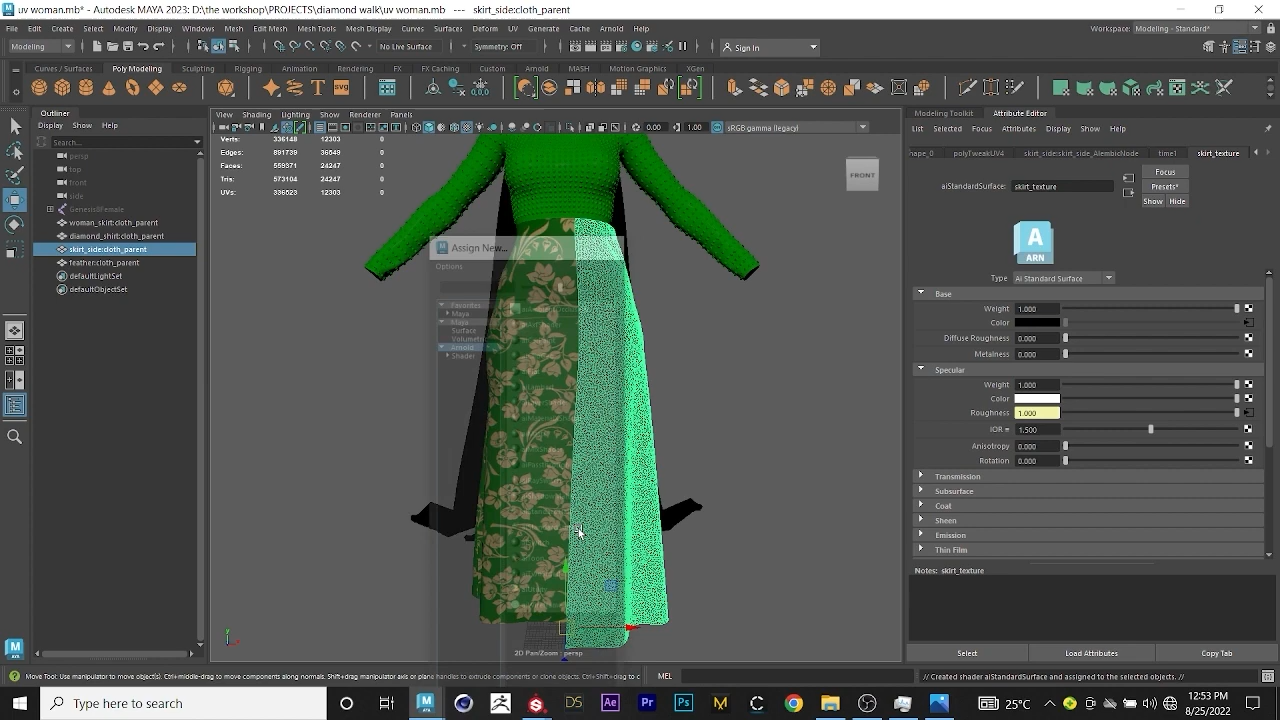 uv woman.mb* - Autodesk MAYA 2023: D:\the workshop\PROJECTS\diamond walk\uv woman.mb --- skirt_side:cloth_parent
File Edit Create Select Modify Display Windows Mesh Edit Mesh Mesh Tools Mesh Display Curves Surfaces Deform UV Generate Cache Arnold Help Workspace: Modeling - Standard*
Modeling No Live Surface Symmetry: Off Sign In
Curves / Surfaces Poly Modeling Sculpting Rigging Animation Rendering FX FX Caching Custom Arnold MASH Motion Graphics XGen
Outliner
Display Show Help
Search...
persp
top
front
side
Genesis8Female
woman_skirt:cloth_parent
diamond_shirt:cloth_parent
skirt_side:cloth_parent
feather:cloth_parent
defaultLightSet
defaultObjectSet
View Shading Lighting Show Renderer Panels
0.00 1.00 sRGB gamma (legacy)
Verts: 336148 12303 0
Edges: 891739 36549 0
Faces: 559371 24247 0
Tris: 573104 24247 0
UVs: 336623 12303 0
FRONT
Assign New...
Options
Favorites
Maya
Maya
Surface
Volumetric
Arnold
Shader
2D Pan/Zoom : persp
Modeling Toolkit Attribute Editor
List Selected Focus Attributes Display Show Help
hape_0 polyTweakUV4 skirt_side:skirt_side_AlembicNode time1 skirt_texture
Focus
aiStandardSurface: skirt_texture Presets*
Show Hide
A
ARN
Type Ai Standard Surface
Base
Weight 1.000
Color
Diffuse Roughness 0.000
Metalness 0.000
Specular
Weight 1.000
Color
Roughness 1.000
IOR = 1.500
Anisotropy 0.000
Rotation 0.000
Transmission
Subsurface
Coat
Sheen
Emission
Thin Film
Notes: skirt_texture
Select Load Attributes Copy Tab
Move Tool: Use manipulator to move object(s). Ctrl+middle-drag to move components along normals. Shift+drag manipulator axis or plane handles to extrude components or clone objects. Ctrl+Shift+drag to c MEL // Created shader aiStandardSurface and assigned to the selected objects. //
Type here to search DS Ae Pr Ps M 25°C 12:53 PM
8/25/2022